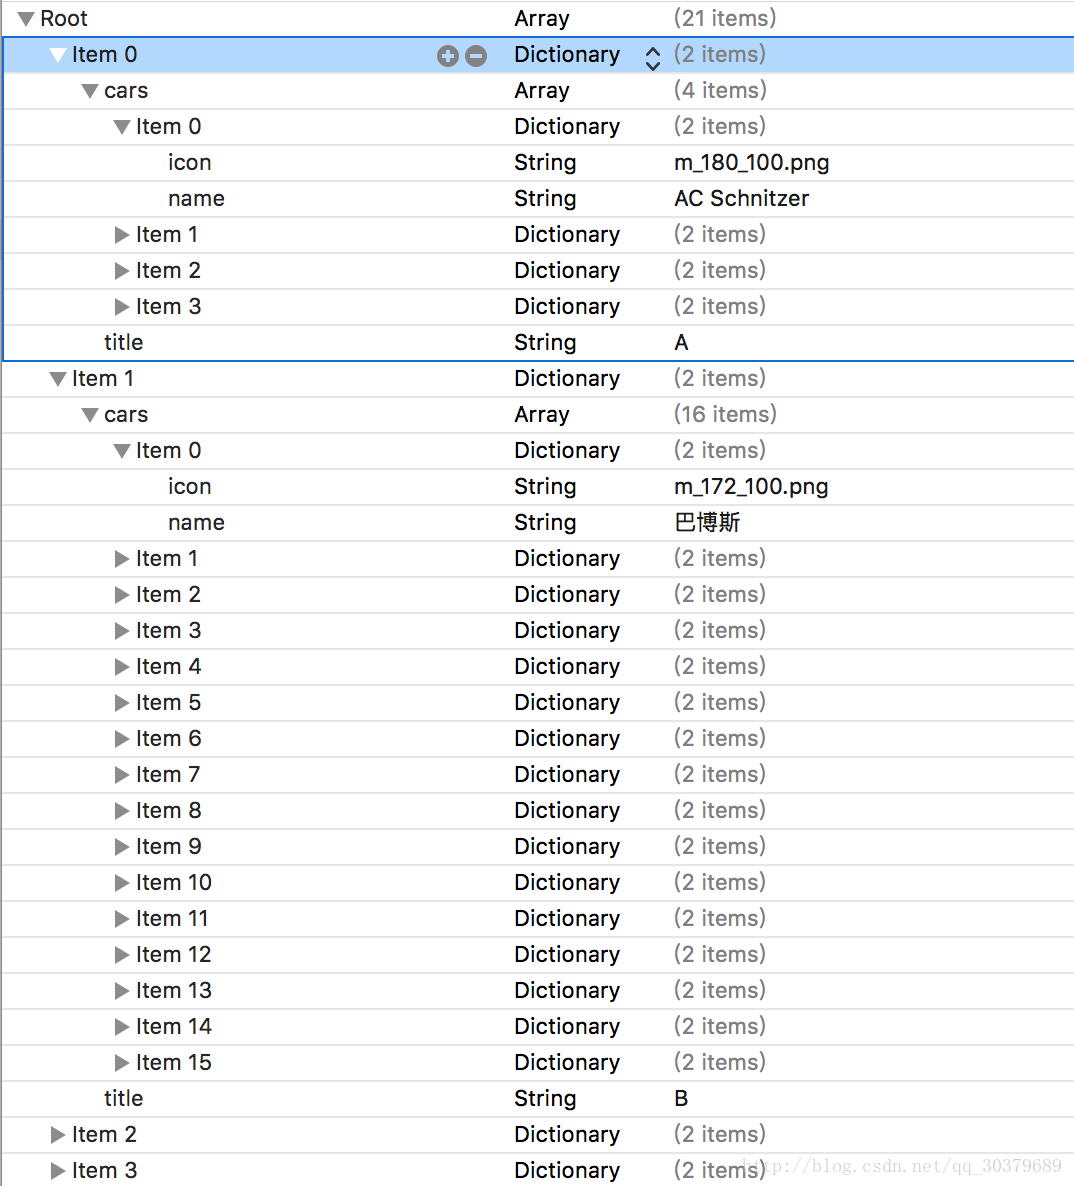 Root Array (21 items)
Item 0 Dictionary (2 items)
cars Array (4 items)
Item 0 Dictionary (2 items)
icon String m_180_100.png
name String AC Schnitzer
Item 1 Dictionary (2 items)
Item 2 Dictionary (2 items)
Item 3 Dictionary (2 items)
title String A
Item 1 Dictionary (2 items)
cars Array (16 items)
Item 0 Dictionary (2 items)
icon String m_172_100.png
name String 巴博斯
Item 1 Dictionary (2 items)
Item 2 Dictionary (2 items)
Item 3 Dictionary (2 items)
Item 4 Dictionary (2 items)
Item 5 Dictionary (2 items)
Item 6 Dictionary (2 items)
Item 7 Dictionary (2 items)
Item 8 Dictionary (2 items)
Item 9 Dictionary (2 items)
Item 10 Dictionary (2 items)
Item 11 Dictionary (2 items)
Item 12 Dictionary (2 items)
Item 13 Dictionary (2 items)
Item 14 Dictionary (2 items)
Item 15 Dictionary (2 items)
title String B
Item 2 Dictionary (2 items)
Item 3 Dictionary (2 items)
http://blog.csdn.net/qq_30379689